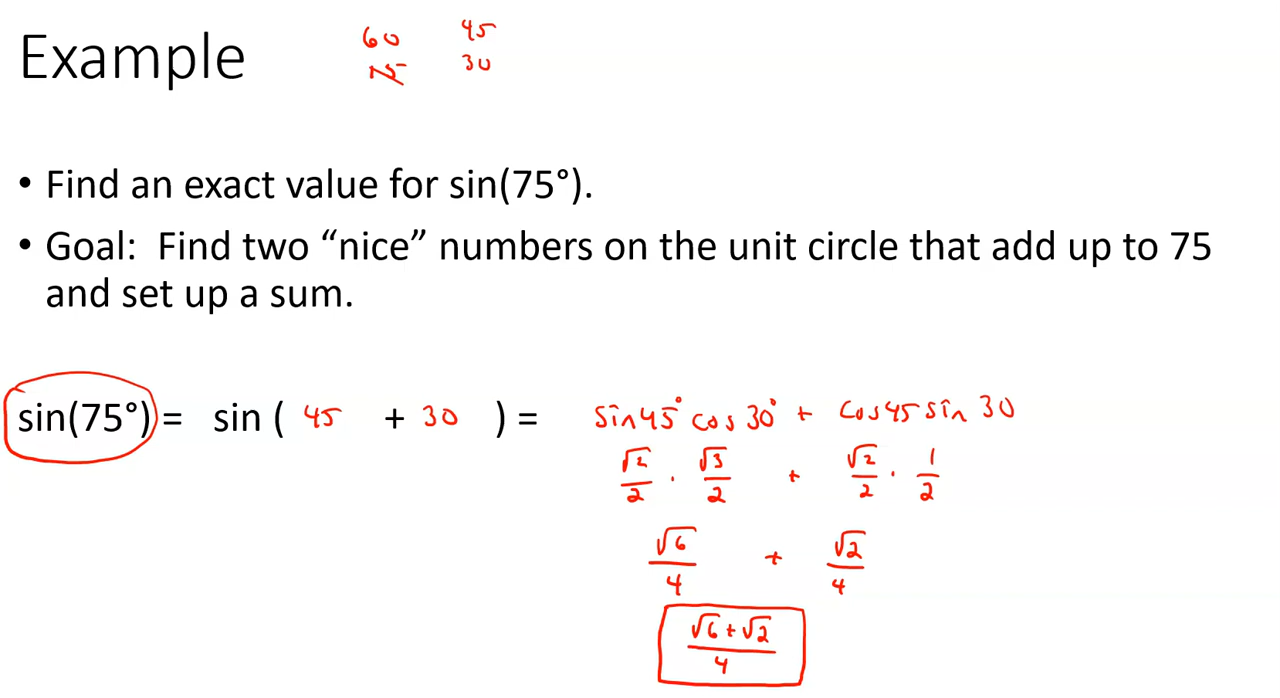 Example
60 45
15 30
• Find an exact value for sin(75°).
• Goal: Find two “nice” numbers on the unit circle that add up to 75
and set up a sum.
sin(75°) = sin ( 45 + 30 ) = sin45° cos 30° + cos45 sin 30
√2/2 · √3/2 + √2/2 · 1/2
√6/4 + √2/4
√6+√2/4